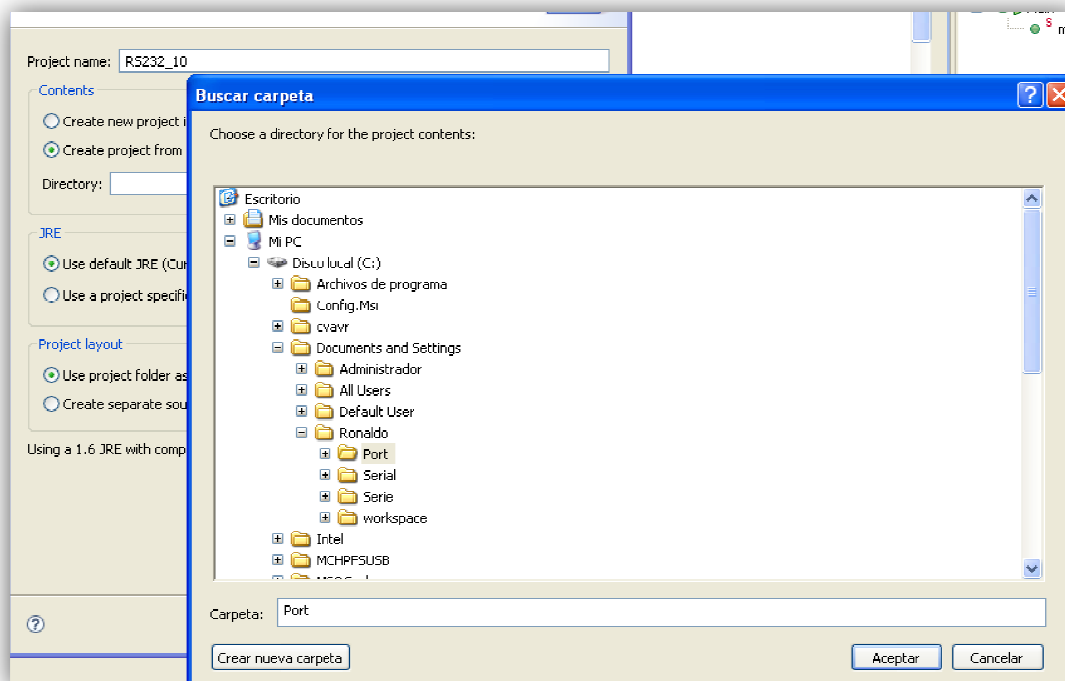 Project name: RS232_10
Contents
Create new project i
Create project from
Directory:
JRE
Use default JRE (Cur
Use a project specifi
Project layout
Use project folder as
Create separate sou
Using a 1.6 JRE with comp
Buscar carpeta
Choose a directory for the project contents:
Escritorio
Mis documentos
Mi PC
Disco local (C:)
Archivos de programa
Config.Msi
cvavr
Documents and Settings
Administrador
All Users
Default User
Ronaldo
Port
Serial
Serie
workspace
Intel
MCHPFSUSB
Carpeta: Port
Crear nueva carpeta
Aceptar
Cancelar
S